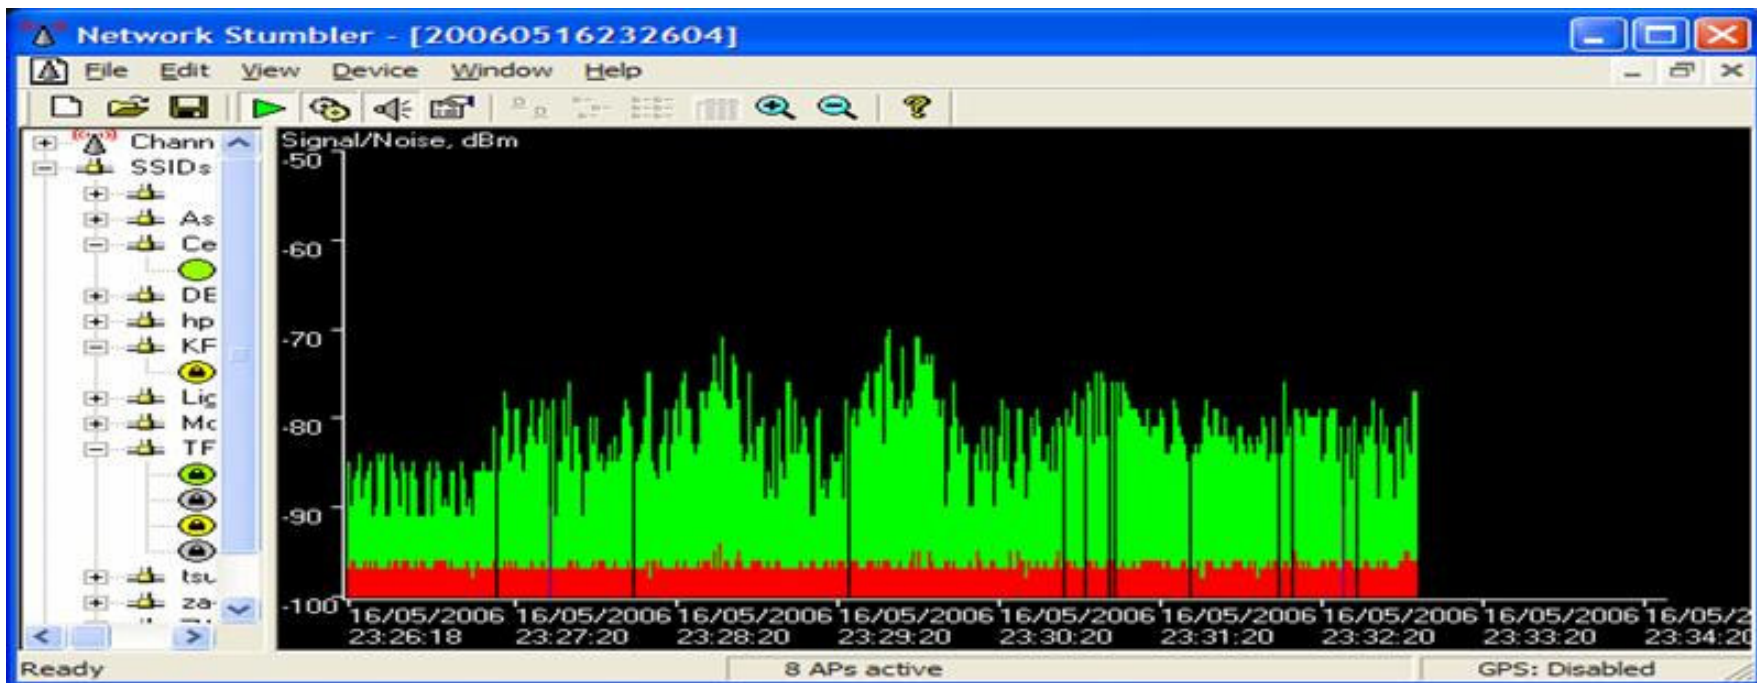 Network Stumbler - [20060516232604]
File Edit View Device Window Help
Chann
SSIDs
As
Ce
DE
hp
KF
Lig
Mc
TF
tsu
za-
Signal/Noise, dBm
-50
-60
-70
-80
-90
-100
16/05/2006 16/05/2006 16/05/2006 16/05/2006 16/05/2006 16/05/2006 16/05/2006 16/05/2006 16/05/2
23:26:18 23:27:20 23:28:20 23:29:20 23:30:20 23:31:20 23:32:20 23:33:20 23:34:20
Ready 8 APs active GPS: Disabled